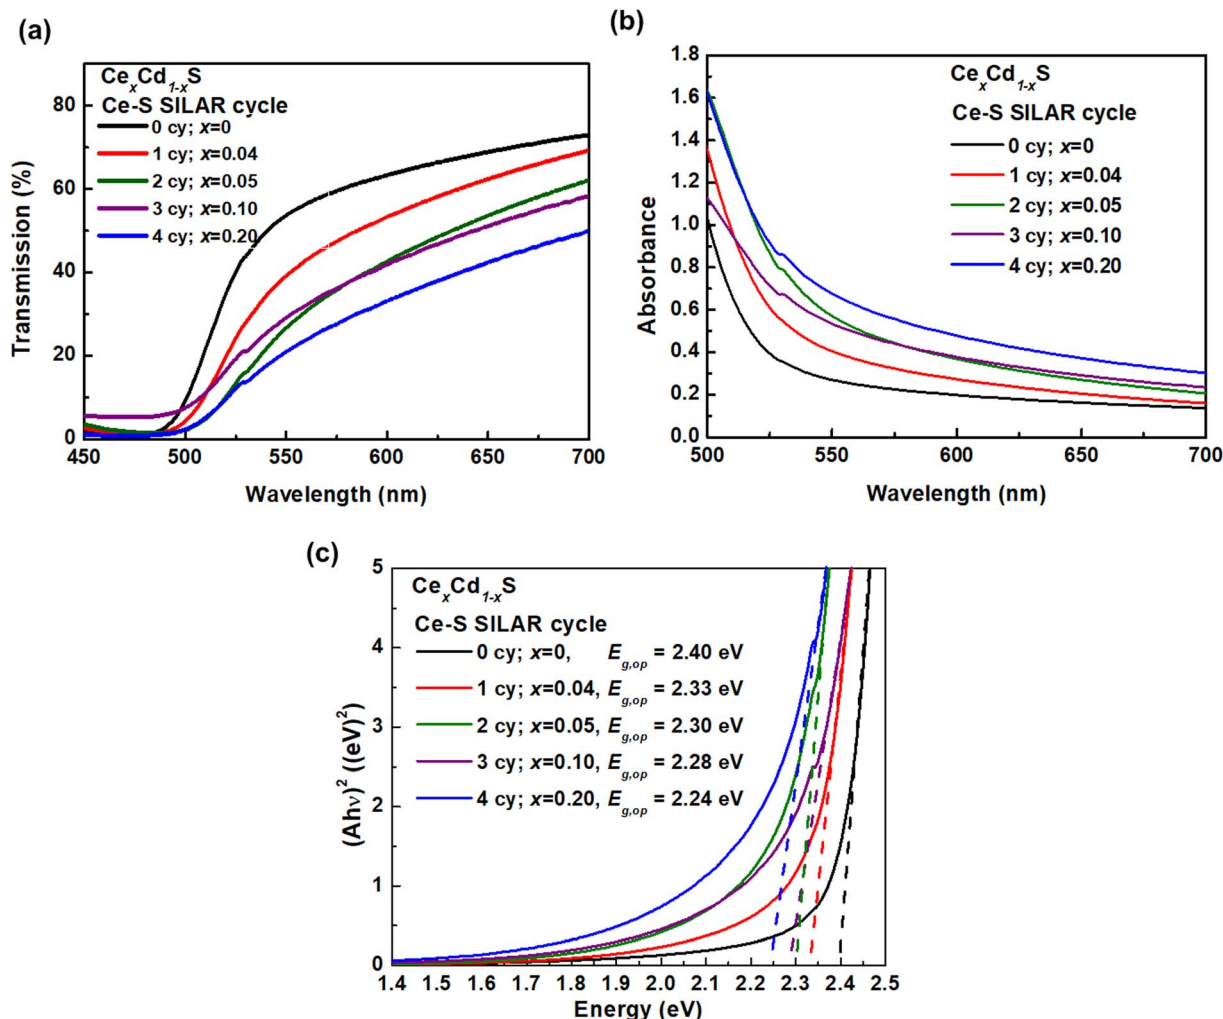 (a)
Ce_xCd_1-xS
Ce-S SILAR cycle
0 cy; x=0
1 cy; x=0.04
2 cy; x=0.05
3 cy; x=0.10
4 cy; x=0.20
Transmission (%)
80
60
40
20
0
450 500 550 600 650 700
Wavelength (nm)
(b)
Ce_xCd_1-xS
Ce-S SILAR cycle
0 cy; x=0
1 cy; x=0.04
2 cy; x=0.05
3 cy; x=0.10
4 cy; x=0.20
Absorbance
1.8
1.6
1.4
1.2
1.0
0.8
0.6
0.4
0.2
0.0
500 550 600 650 700
Wavelength (nm)
(c)
Ce_xCd_1-xS
Ce-S SILAR cycle
0 cy; x=0, E_g,op = 2.40 eV
1 cy; x=0.04, E_g,op = 2.33 eV
2 cy; x=0.05, E_g,op = 2.30 eV
3 cy; x=0.10, E_g,op = 2.28 eV
4 cy; x=0.20, E_g,op = 2.24 eV
(Ahν)² ((eV)²)
5
4
3
2
1
0
1.4 1.5 1.6 1.7 1.8 1.9 2.0 2.1 2.2 2.3 2.4 2.5
Energy (eV)